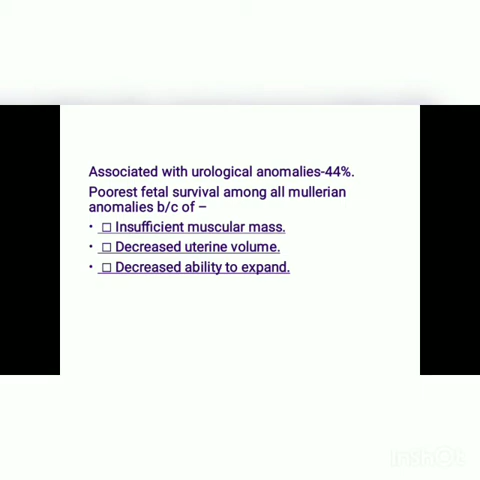 Associated with urological anomalies-44%.
Poorest fetal survival among all mullerian
anomalies b/c of –
• □ Insufficient muscular mass.
• □ Decreased uterine volume.
• □ Decreased ability to expand.